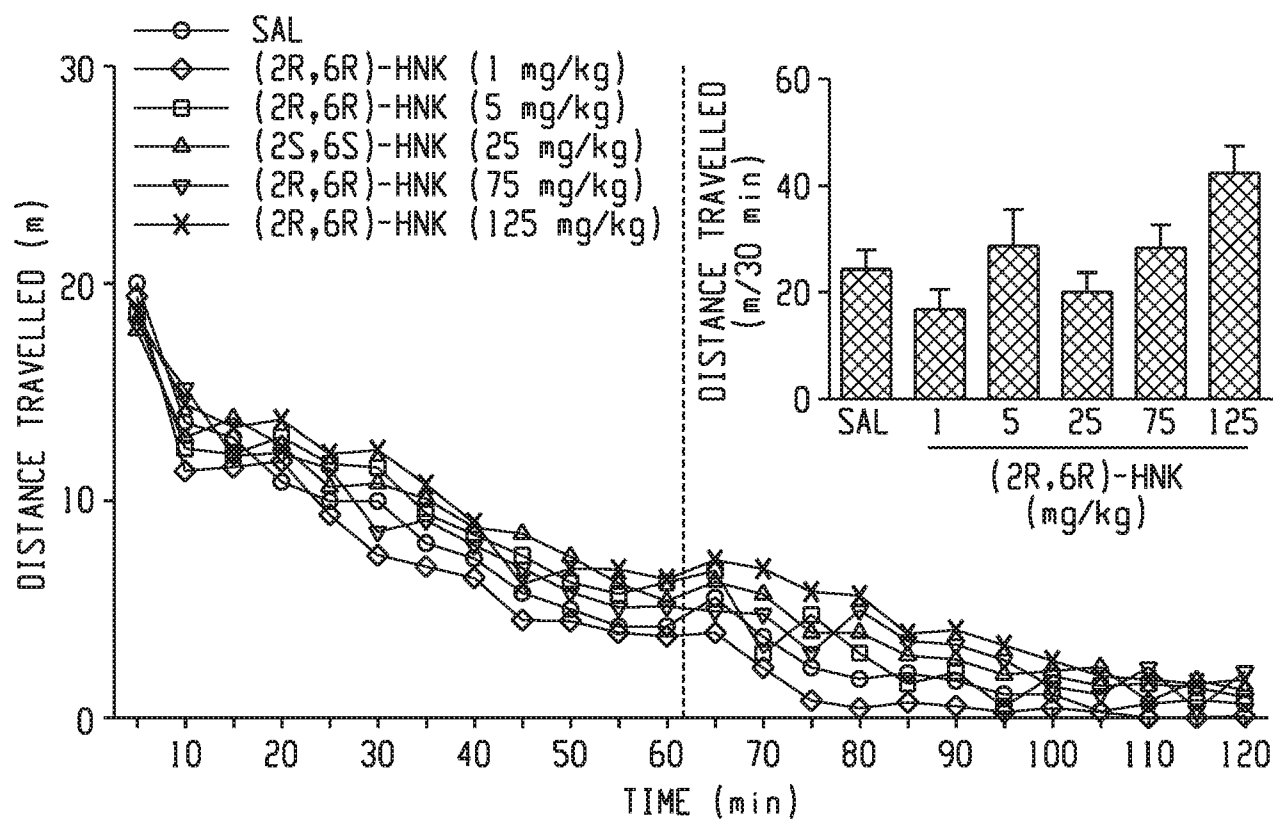 SAL
(2R,6R)-HNK (1 mg/kg)
(2R,6R)-HNK (5 mg/kg)
(2S,6S)-HNK (25 mg/kg)
(2R,6R)-HNK (75 mg/kg)
(2R,6R)-HNK (125 mg/kg)
30
20
10
0
DISTANCE TRAVELLED (m)
10 20 30 40 50 60 70 80 90 100 110 120
TIME (min)
DISTANCE TRAVELLED
(m/30 min)
60
40
20
0
SAL 1 5 25 75 125
(2R,6R)-HNK
(mg/kg)